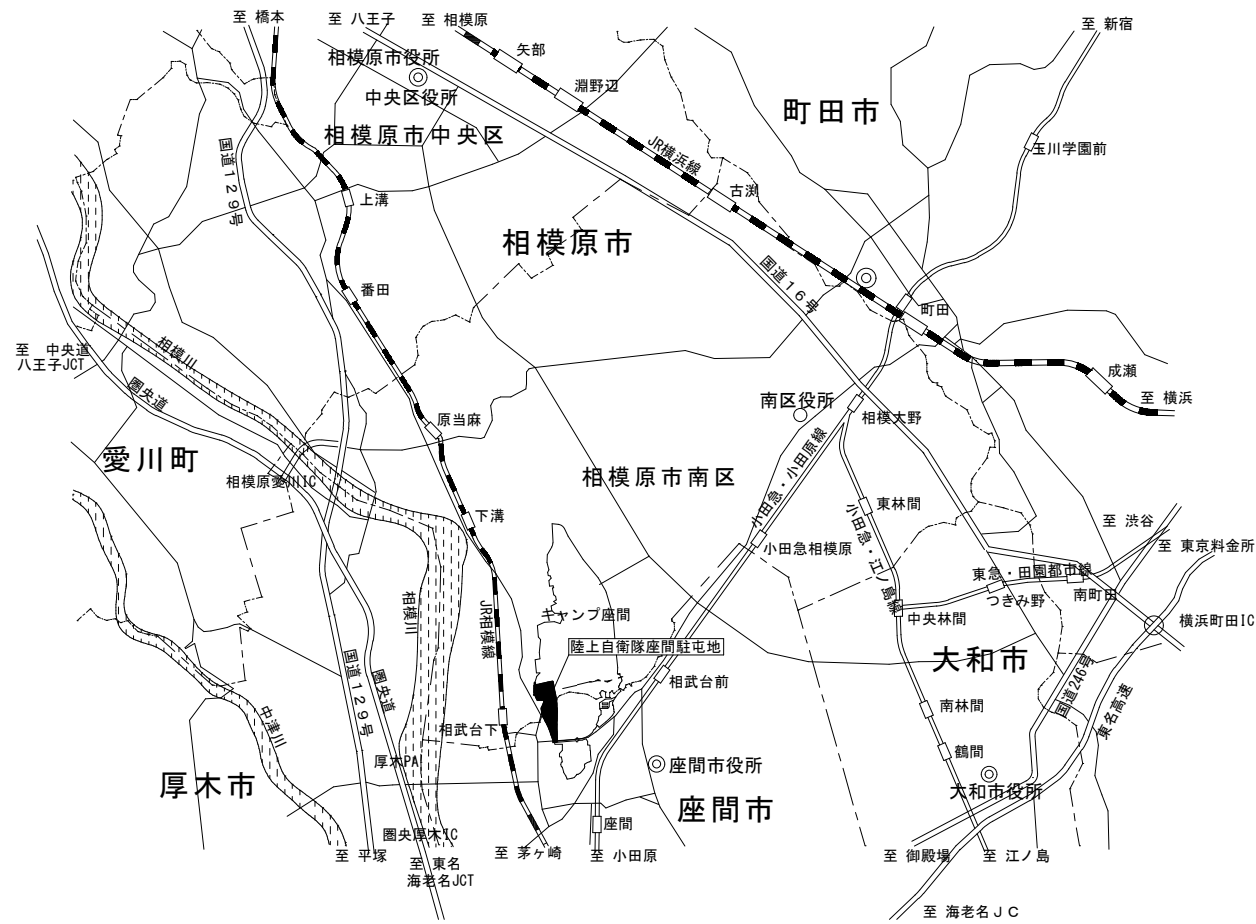 至 橋本
至 八王子
至 相模原
至 新宿
矢部
相模原市役所
淵野辺
中央区役所
町田市
相模原市中央区
国道129号
JR横浜線
玉川学園前
上溝
古渕
相模原市
国道16号
番田
町田
相模川
至 中央道
八王子JCT
圏央道
成瀬
至 横浜
南区役所
相模大野
原当麻
愛川町
相模原愛川IC
相模原市南区
小田急・小田原線
東林間
小田急・江ノ島線
下溝
小田急相模原
至 渋谷
至 東京料金所
東急・田園都市線
つきみ野
南町田
相模川
JR相模線
キャンプ座間
中央林間
横浜町田IC
陸上自衛隊座間駐屯地
大和市
国道129号
圏央道
相武台前
国道246号
東名高速
中津川
南林間
相武台下
鶴間
厚木PA
座間市役所
厚木市
大和市役所
座間市
座間
圏央厚木IC
至 平塚
至 東名
海老名JCT
至 茅ヶ崎
至 小田原
至 御殿場
至 江ノ島
至 海老名JC